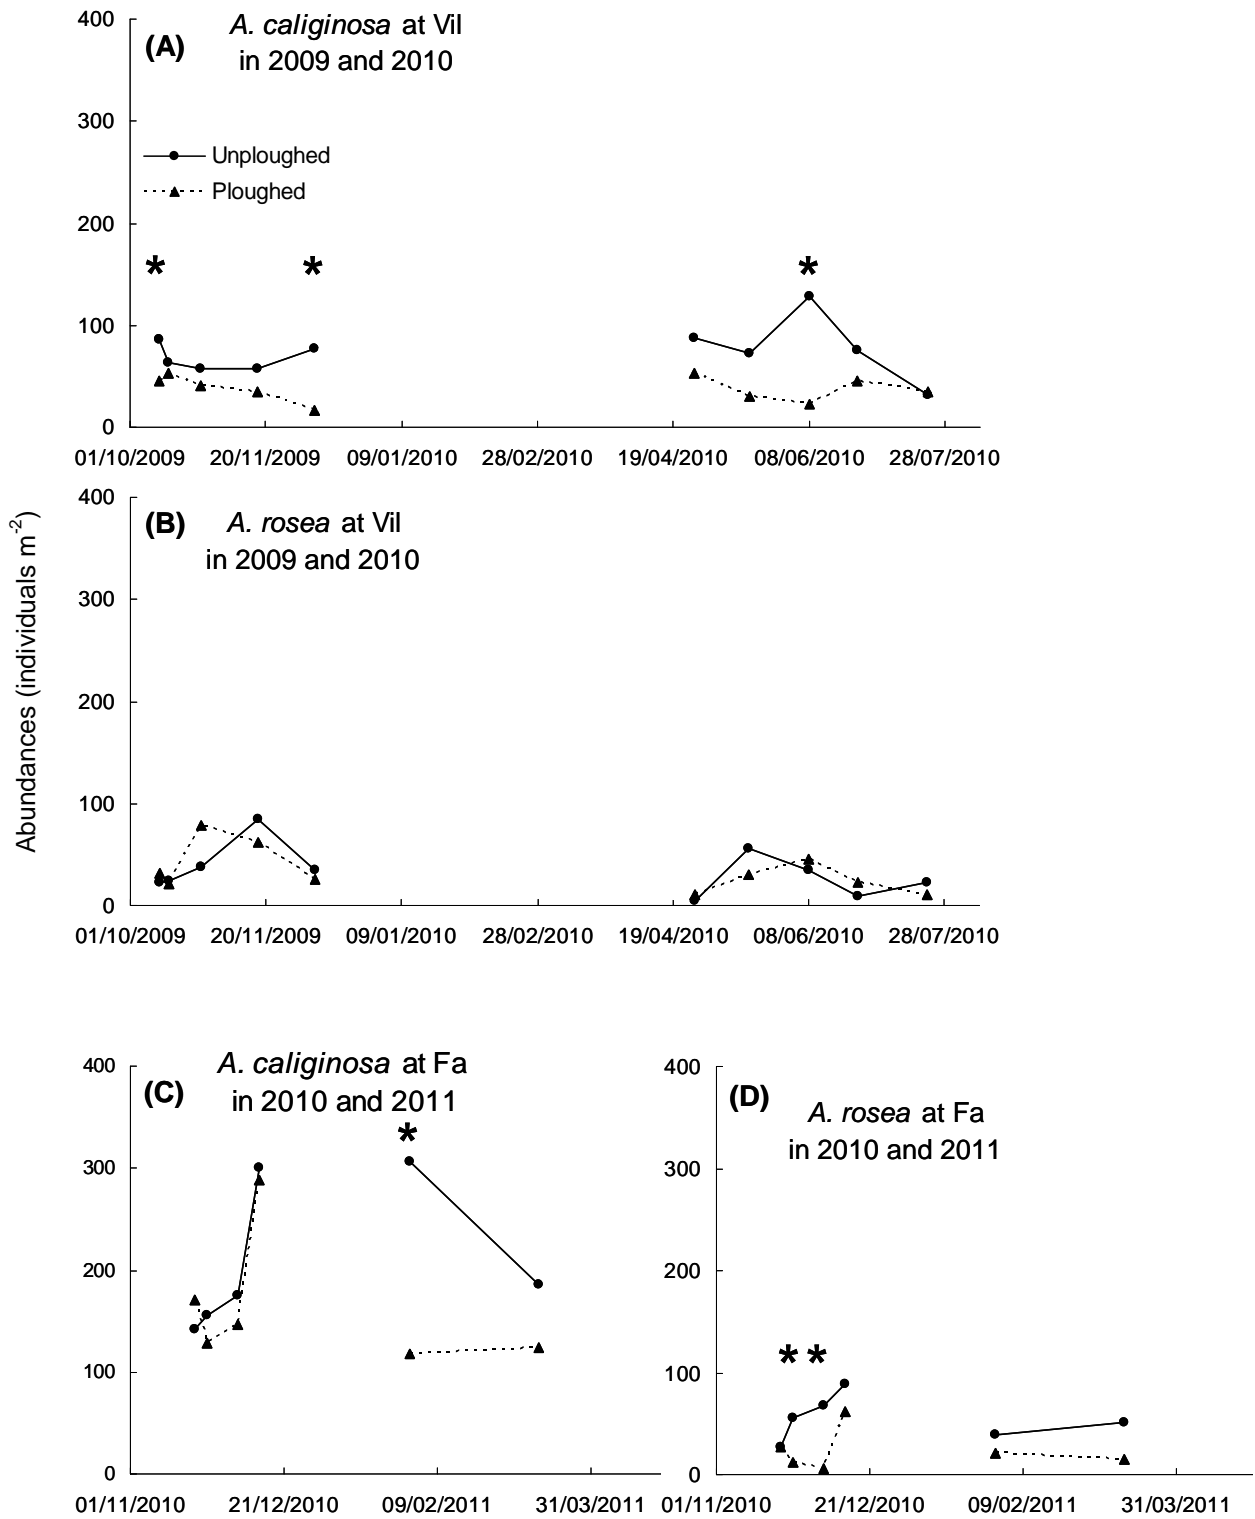 Abundances (individuals m-2)
(A)
A. caliginosa at Vil
in 2009 and 2010
400
300
200
100
0
Unploughed
Ploughed
*
*
*
01/10/2009 20/11/2009 09/01/2010 28/02/2010 19/04/2010 08/06/2010 28/07/2010
(B)
A. rosea at Vil
in 2009 and 2010
400
300
200
100
0
01/10/2009 20/11/2009 09/01/2010 28/02/2010 19/04/2010 08/06/2010 28/07/2010
(C)
A. caliginosa at Fa
in 2010 and 2011
*
400
300
200
100
0
01/11/2010 21/12/2010 09/02/2011 31/03/2011
(D)
A. rosea at Fa
in 2010 and 2011
**
400
300
200
100
0
01/11/2010 21/12/2010 09/02/2011 31/03/2011